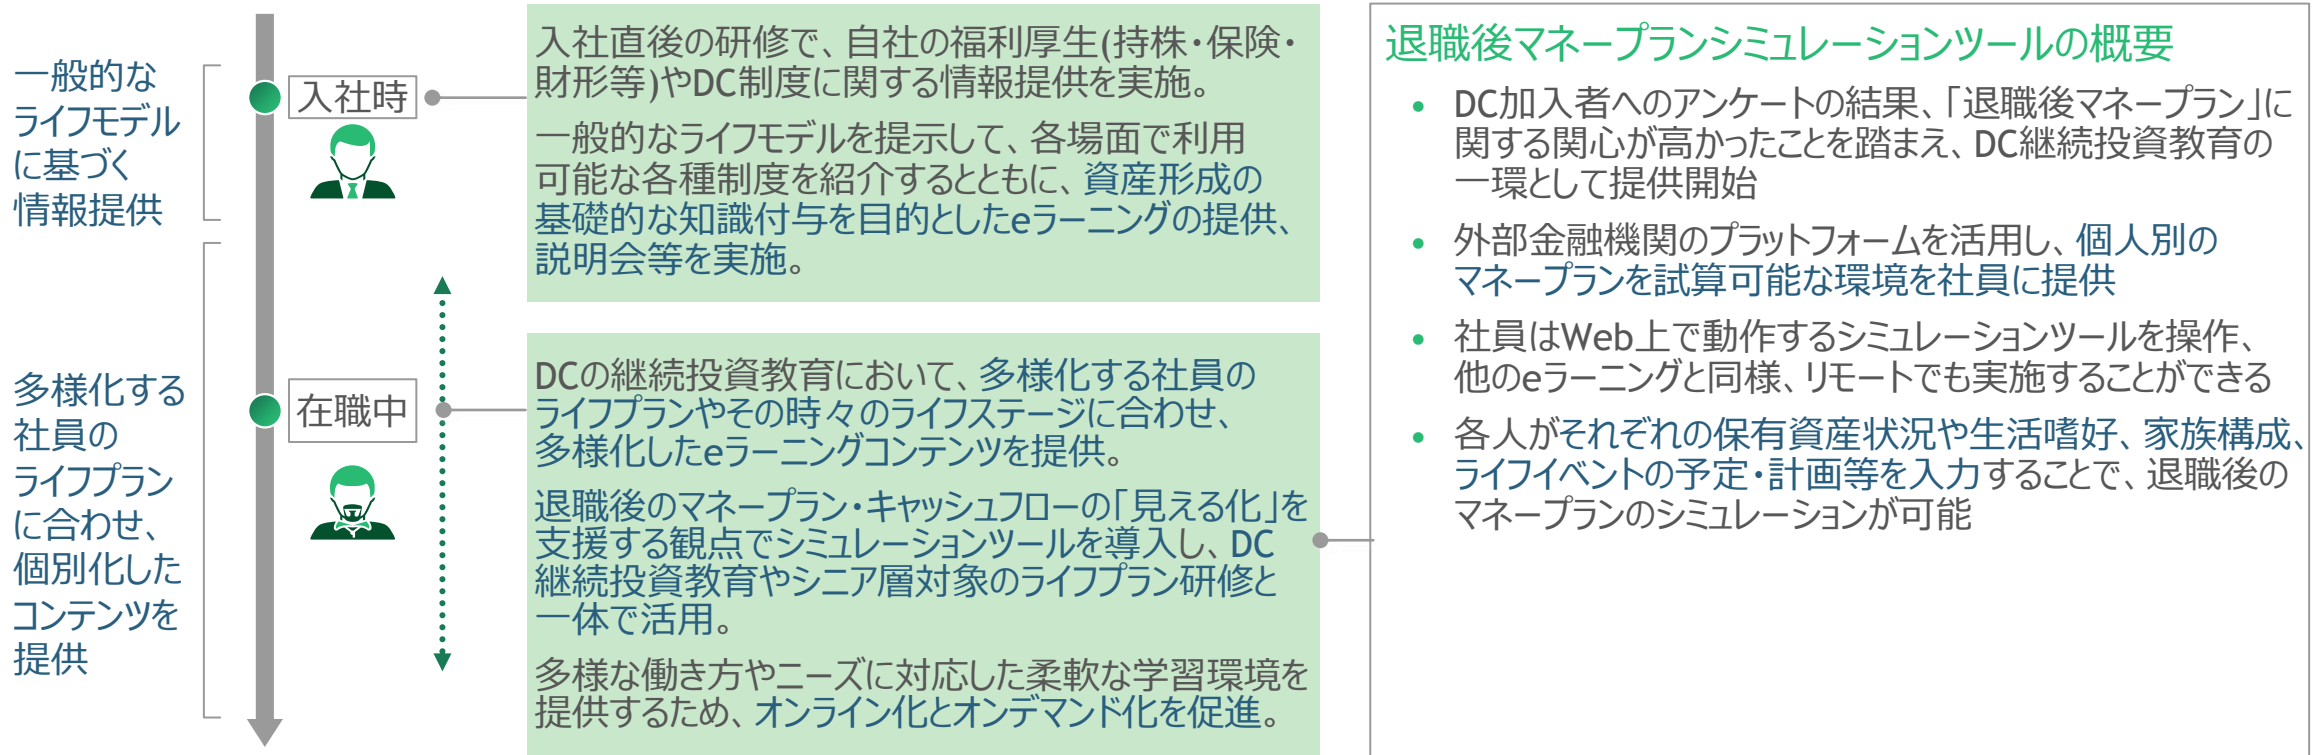 一般的な
ライフモデル
に基づく
情報提供
入社時
入社直後の研修で、自社の福利厚生(持株・保険・
財形等)やDC制度に関する情報提供を実施。
一般的なライフモデルを提示して、各場面で利用
可能な各種制度を紹介するとともに、資産形成の
基礎的な知識付与を目的としたeラーニングの提供、
説明会等を実施。
多様化する
社員の
ライフプラン
に合わせ、
個別化した
コンテンツを
提供
在職中
DCの継続投資教育において、多様化する社員の
ライフプランやその時々のライフステージに合わせ、
多様化したeラーニングコンテンツを提供。
退職後のマネープラン・キャッシュフローの「見える化」を
支援する観点でシミュレーションツールを導入し、DC
継続投資教育やシニア層対象のライフプラン研修と
一体で活用。
多様な働き方やニーズに対応した柔軟な学習環境を
提供するため、オンライン化とオンデマンド化を促進。
退職後マネープランシミュレーションツールの概要
• DC加入者へのアンケートの結果、「退職後マネープラン」に
関する関心が高かったことを踏まえ、DC継続投資教育の
一環として提供開始
• 外部金融機関のプラットフォームを活用し、個人別の
マネープランを試算可能な環境を社員に提供
• 社員はWeb上で動作するシミュレーションツールを操作、
他のeラーニングと同様、リモートでも実施することができる
• 各人がそれぞれの保有資産状況や生活嗜好、家族構成、
ライフイベントの予定・計画等を入力することで、退職後の
マネープランのシミュレーションが可能